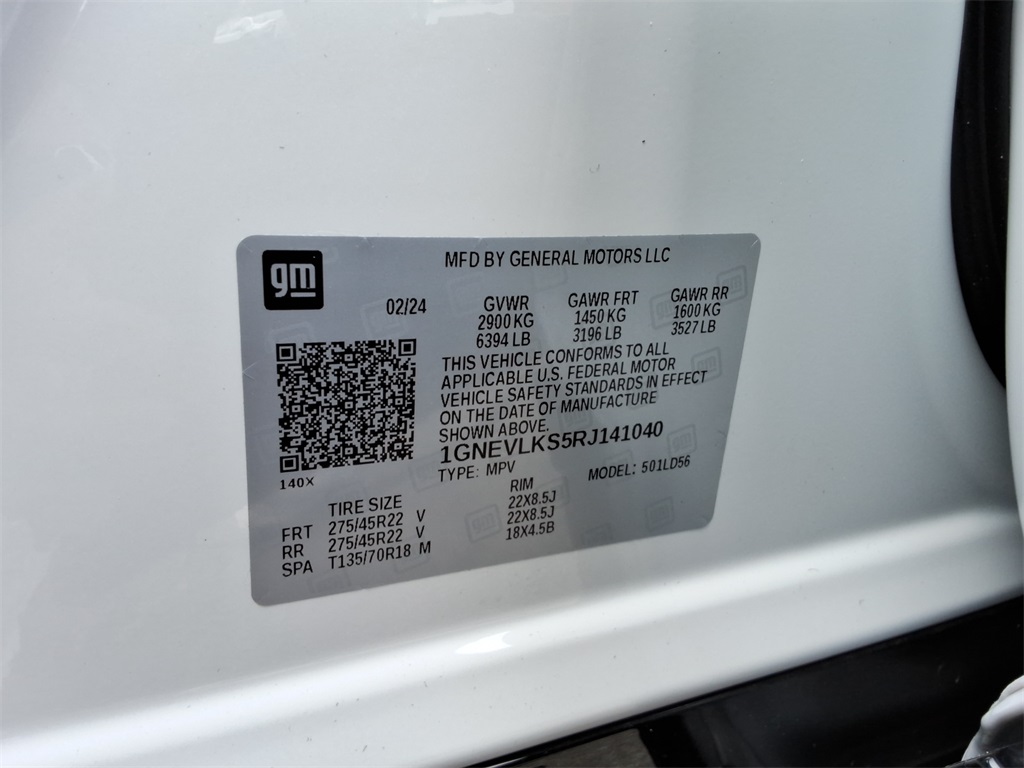 gm
MFD BY GENERAL MOTORS LLC
02/24
GVWR GAWR FRT GAWR RR
2900 KG 1450 KG 1600 KG
6394 LB 3196 LB 3527 LB
THIS VEHICLE CONFORMS TO ALL
APPLICABLE U.S. FEDERAL MOTOR
VEHICLE SAFETY STANDARDS IN EFFECT
ON THE DATE OF MANUFACTURE
SHOWN ABOVE.
1GNEVLKS5RJ141040
TYPE: MPV MODEL: 501LD56
140X
TIRE SIZE RIM
FRT 275/45R22 V 22X8.5J
RR 275/45R22 V 22X8.5J
SPA T135/70R18 M 18X4.5B